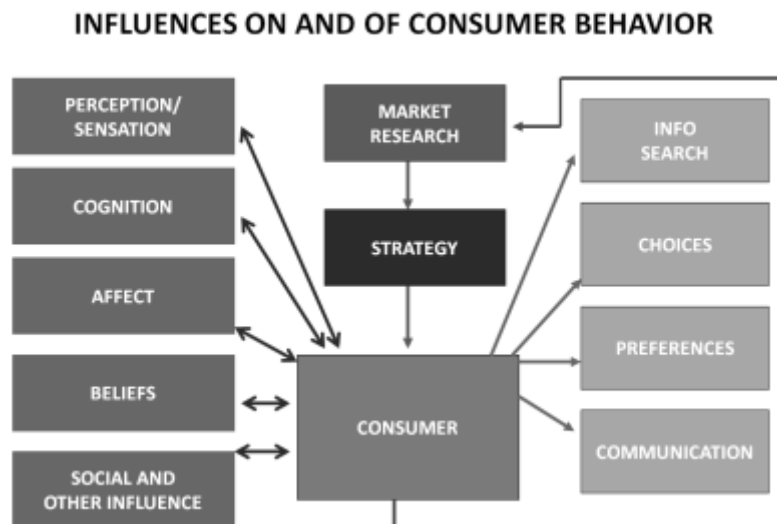 INFLUENCES ON AND OF CONSUMER BEHAVIOR
PERCEPTION/
SENSATION
COGNITION
AFFECT
BELIEFS
SOCIAL AND
OTHER INFLUENCE
MARKET
RESEARCH
STRATEGY
CONSUMER
INFO
SEARCH
CHOICES
PREFERENCES
COMMUNICATION